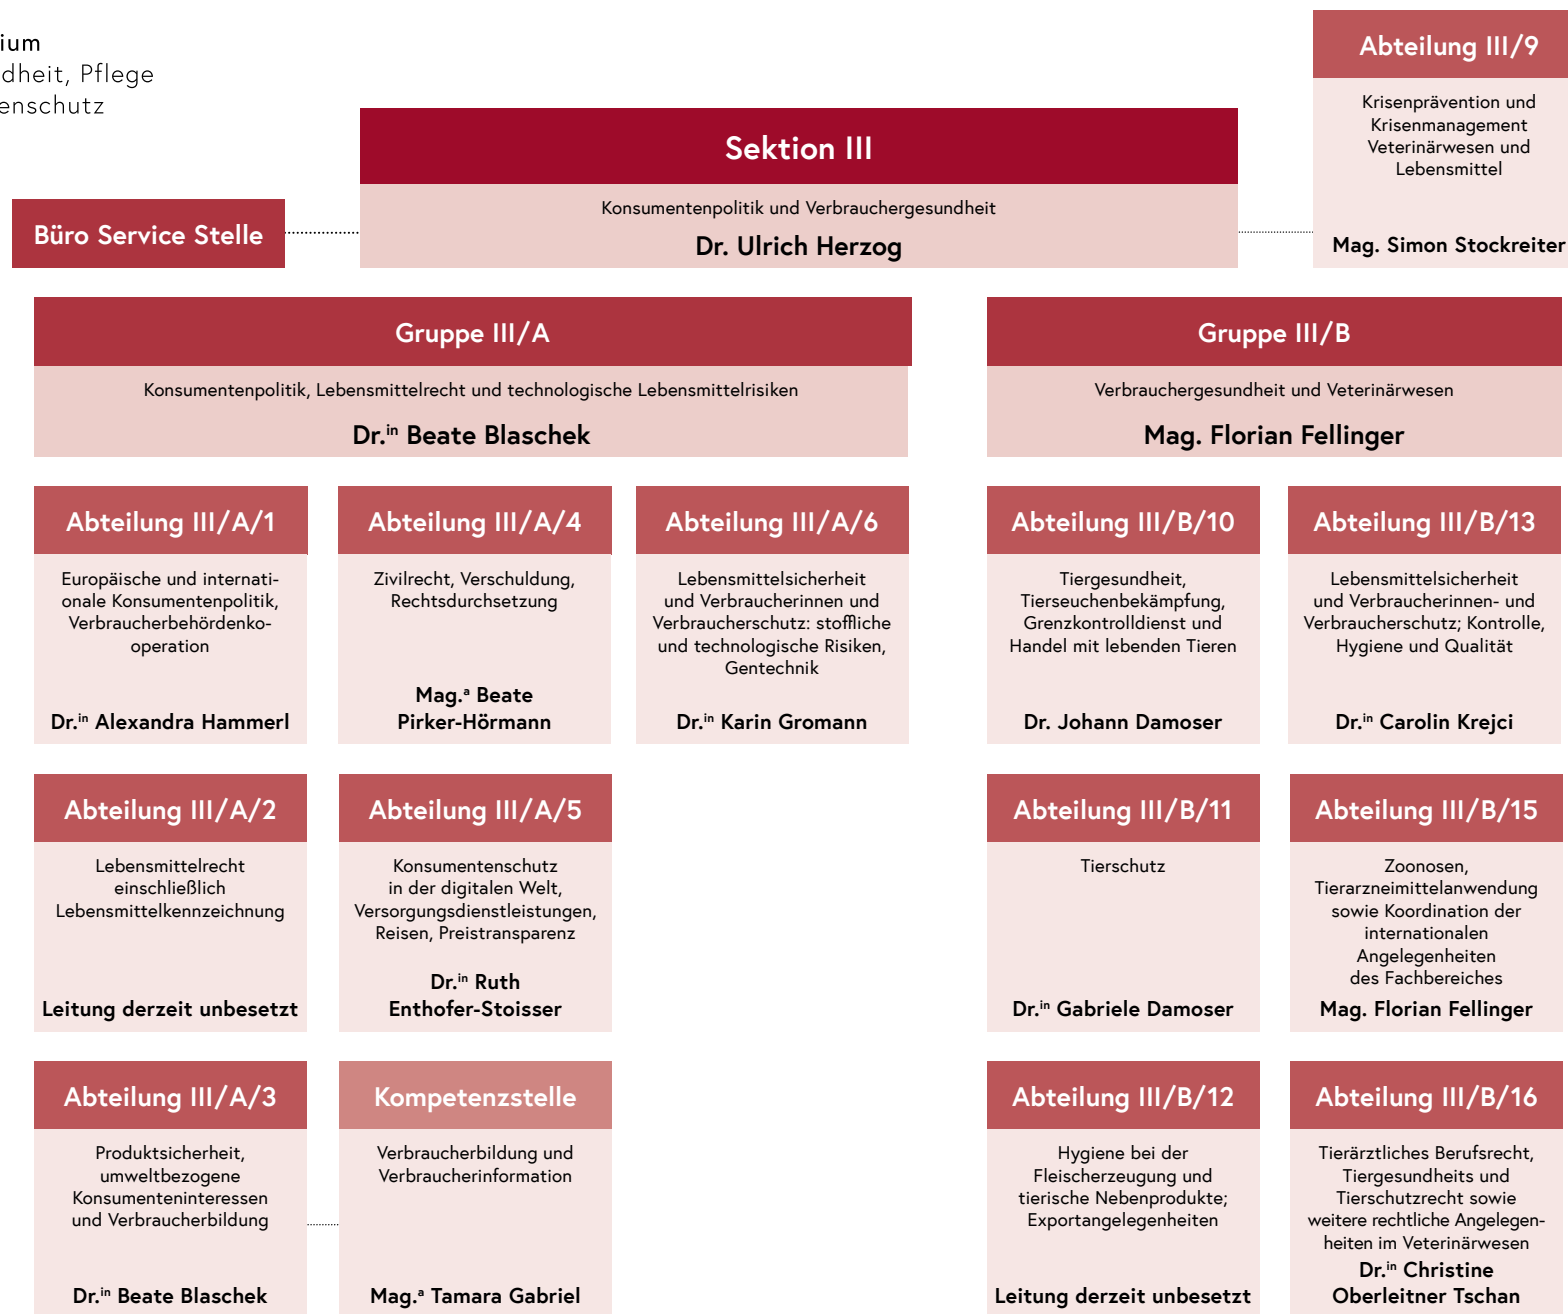 ium
dheit, Pflege
enschutz
Abteilung III/9
Krisenprävention und
Krisenmanagement
Veterinärwesen und
Lebensmittel
Mag. Simon Stockreiter
Sektion III
Konsumentenpolitik und Verbrauchergesundheit
Dr. Ulrich Herzog
Büro Service Stelle
Gruppe III/A
Konsumentenpolitik, Lebensmittelrecht und technologische Lebensmittelrisiken
Dr.in Beate Blaschek
Gruppe III/B
Verbrauchergesundheit und Veterinärwesen
Mag. Florian Fellinger
Abteilung III/A/1
Europäische und internati-
onale Konsumentenpolitik,
Verbraucherbehördenko-
operation
Dr.in Alexandra Hammerl
Abteilung III/A/4
Zivilrecht, Verschuldung,
Rechtsdurchsetzung
Mag.a Beate
Pirker-Hörmann
Abteilung III/A/6
Lebensmittelsicherheit
und Verbraucherinnen und
Verbraucherschutz: stoffliche
und technologische Risiken,
Gentechnik
Dr.in Karin Gromann
Abteilung III/B/10
Tiergesundheit,
Tierseuchenbekämpfung,
Grenzkontrolldienst und
Handel mit lebenden Tieren
Dr. Johann Damoser
Abteilung III/B/13
Lebensmittelsicherheit
und Verbraucherinnen- und
Verbraucherschutz; Kontrolle,
Hygiene und Qualität
Dr.in Carolin Krejci
Abteilung III/A/2
Lebensmittelrecht
einschließlich
Lebensmittelkennzeichnung
Leitung derzeit unbesetzt
Abteilung III/A/5
Konsumentenschutz
in der digitalen Welt,
Versorgungsdienstleistungen,
Reisen, Preistransparenz
Dr.in Ruth
Enthofer-Stoisser
Abteilung III/B/11
Tierschutz
Dr.in Gabriele Damoser
Abteilung III/B/15
Zoonosen,
Tierarzneimittelanwendung
sowie Koordination der
internationalen
Angelegenheiten
des Fachbereiches
Mag. Florian Fellinger
Abteilung III/A/3
Produktsicherheit,
umweltbezogene
Konsumenteninteressen
und Verbraucherbildung
Dr.in Beate Blaschek
Kompetenzstelle
Verbraucherbildung und
Verbraucherinformation
Mag.a Tamara Gabriel
Abteilung III/B/12
Hygiene bei der
Fleischerzeugung und
tierische Nebenprodukte;
Exportangelegenheiten
Leitung derzeit unbesetzt
Abteilung III/B/16
Tierärztliches Berufsrecht,
Tiergesundheits und
Tierschutzrecht sowie
weitere rechtliche Angelegen-
heiten im Veterinärwesen
Dr.in Christine
Oberleitner Tschan